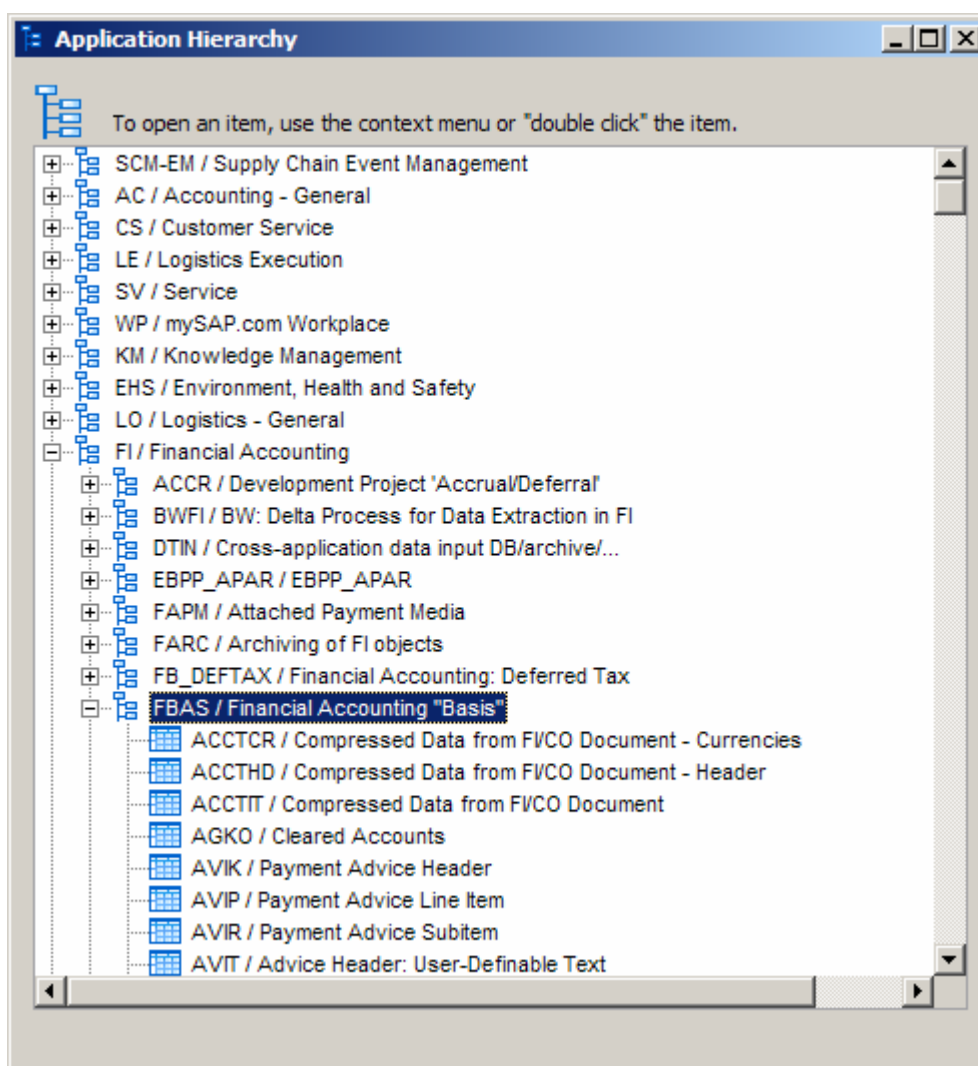 Application Hierarchy
To open an item, use the context menu or "double click" the item.
SCM-EM / Supply Chain Event Management
AC / Accounting - General
CS / Customer Service
LE / Logistics Execution
SV / Service
WP / mySAP.com Workplace
KM / Knowledge Management
EHS / Environment, Health and Safety
LO / Logistics - General
FI / Financial Accounting
ACCR / Development Project 'Accrual/Deferral'
BWFI / BW: Delta Process for Data Extraction in FI
DTIN / Cross-application data input DB/archive/...
EBPP_APAR / EBPP_APAR
FAPM / Attached Payment Media
FARC / Archiving of FI objects
FB_DEFTAX / Financial Accounting: Deferred Tax
FBAS / Financial Accounting "Basis"
ACCTCR / Compressed Data from FI/CO Document - Currencies
ACCTHD / Compressed Data from FI/CO Document - Header
ACCTIT / Compressed Data from FI/CO Document
AGKO / Cleared Accounts
AVIK / Payment Advice Header
AVIP / Payment Advice Line Item
AVIR / Payment Advice Subitem
AVIT / Advice Header: User-Definable Text